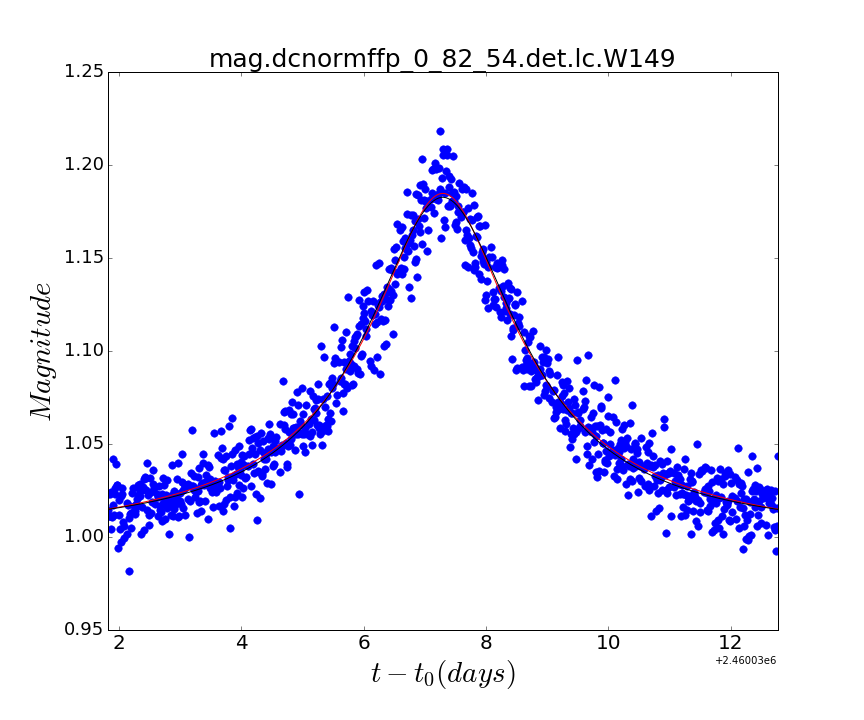 mag.dcnormffp_0_82_54.det.lc.W149
1.25
1.20
1.15
1.10
1.05
1.00
0.95
Magnitude
2 4 6 8 10 12
+2.46003e6
t − t₀(days)